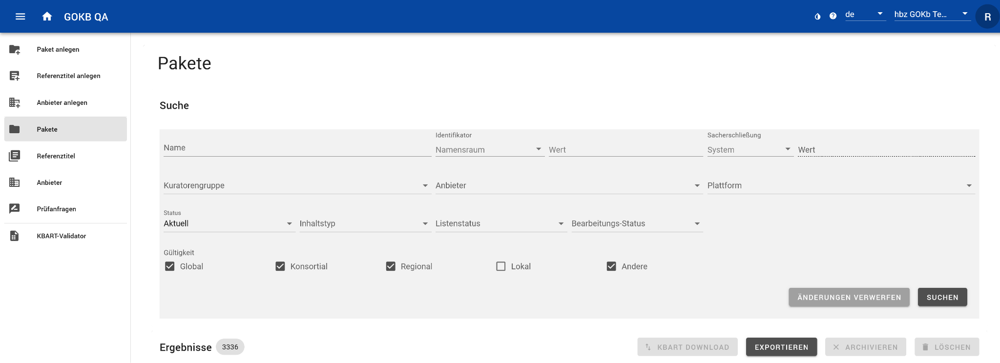 GOKB QA
de
hbz GOKb Te...
R
Paket anlegen
Referenztitel anlegen
Anbieter anlegen
Pakete
Referenztitel
Anbieter
Prüfanfragen
KBART-Validator
Pakete
Suche
Identifikator Sacherschließung
Name Namensraum Wert System Wert
Kuratorengruppe Anbieter Plattform
Status
Aktuell Inhaltstyp Listenstatus Bearbeitungs-Status
Gültigkeit
Global Konsortial Regional Lokal Andere
ÄNDERUNGEN VERWERFEN SUCHEN
Ergebnisse 3336 KBART DOWNLOAD EXPORTIEREN ARCHIVIEREN LÖSCHEN